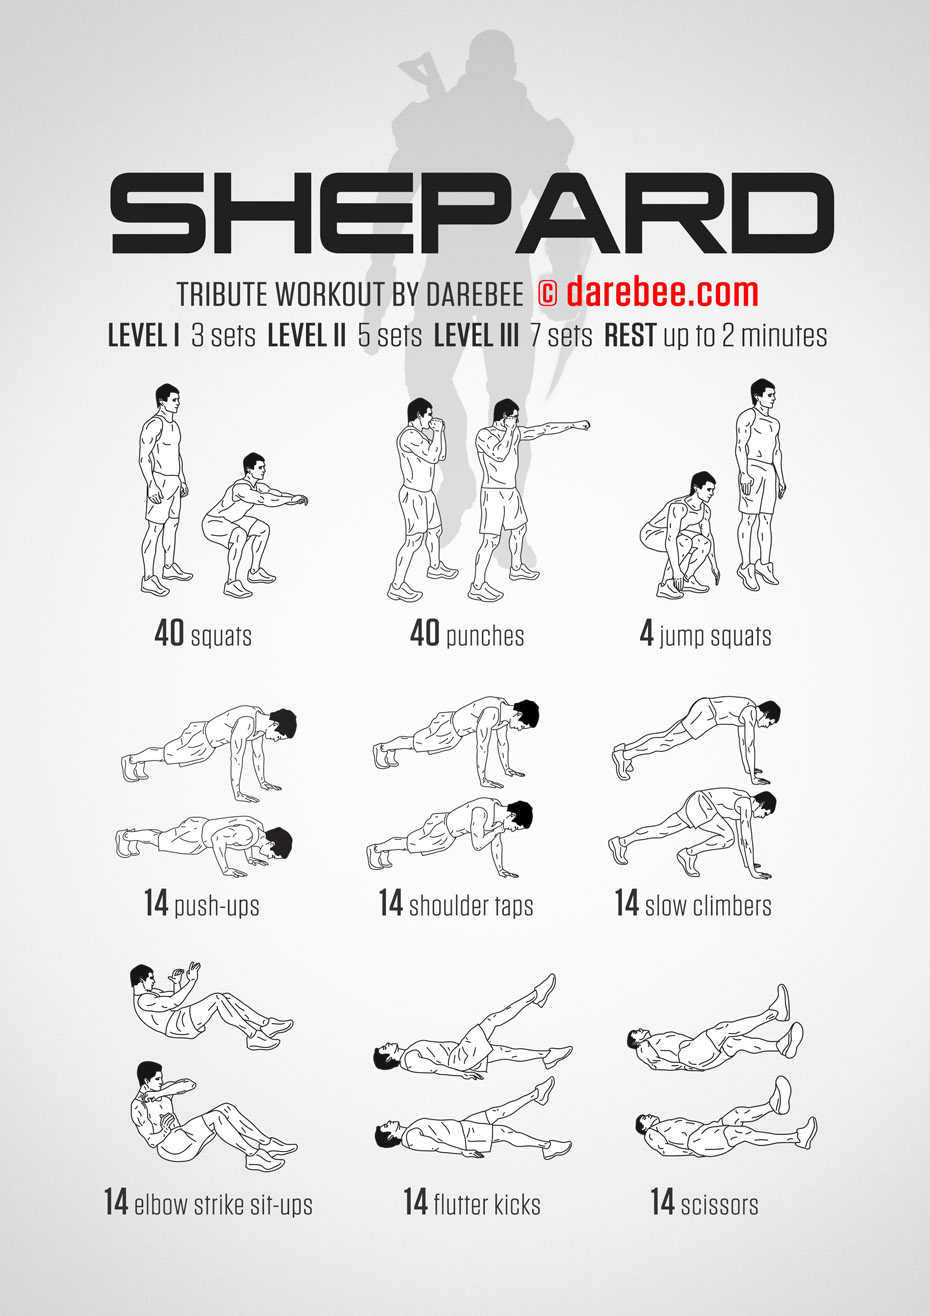 SHEPARD
TRIBUTE WORKOUT BY DAREBEE © darebee.com
LEVEL I 3 sets LEVEL II 5 sets LEVEL III 7 sets REST up to 2 minutes
40 squats
40 punches
4 jump squats
14 push-ups
14 shoulder taps
14 slow climbers
14 elbow strike sit-ups
14 flutter kicks
14 scissors